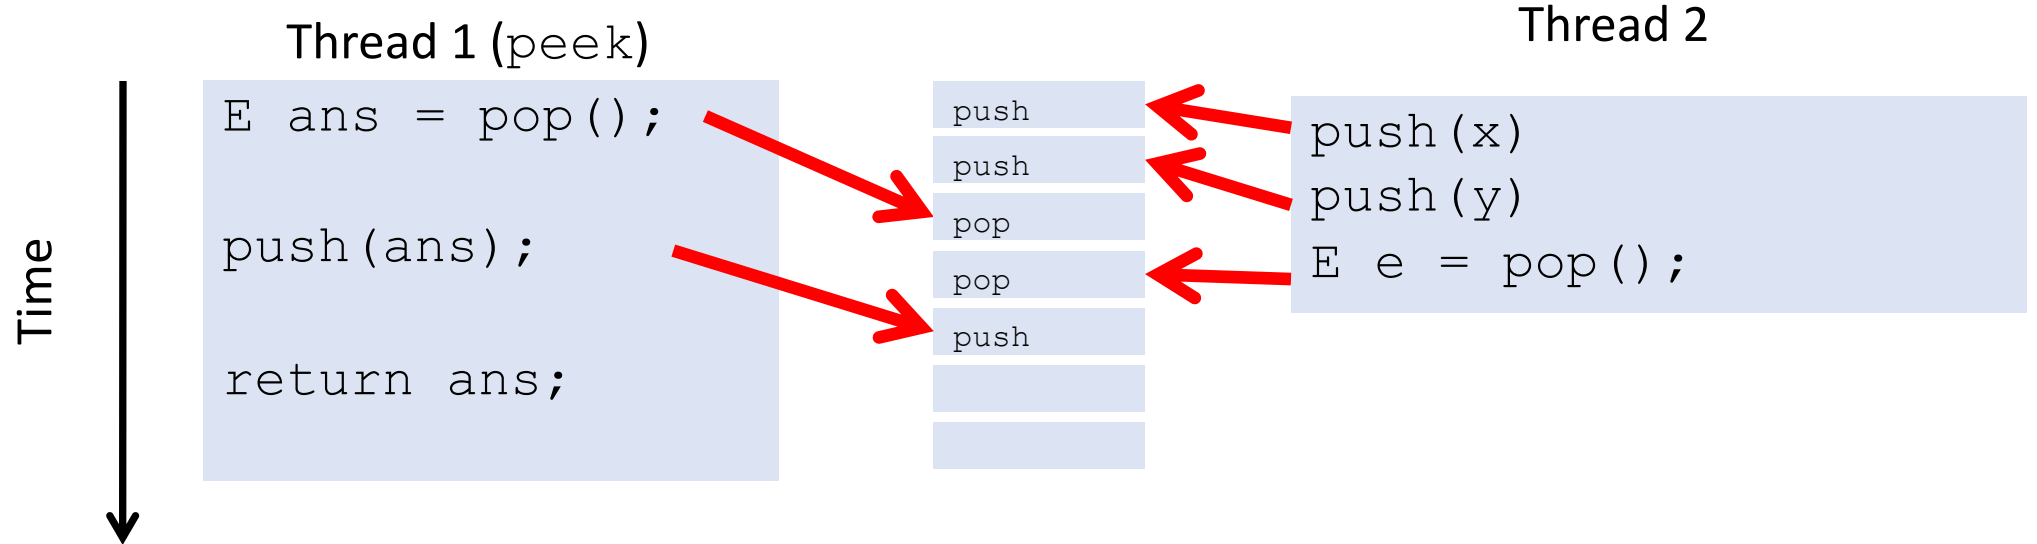 Time
Thread 1 (peek)
E ans = pop();
push(ans);
return ans;
push
push
pop
pop
push
Thread 2
push(x)
push(y)
E e = pop();